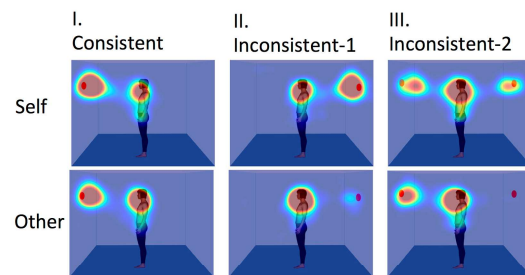 I.
Consistent
II.
Inconsistent-1
III.
Inconsistent-2
Self
Other